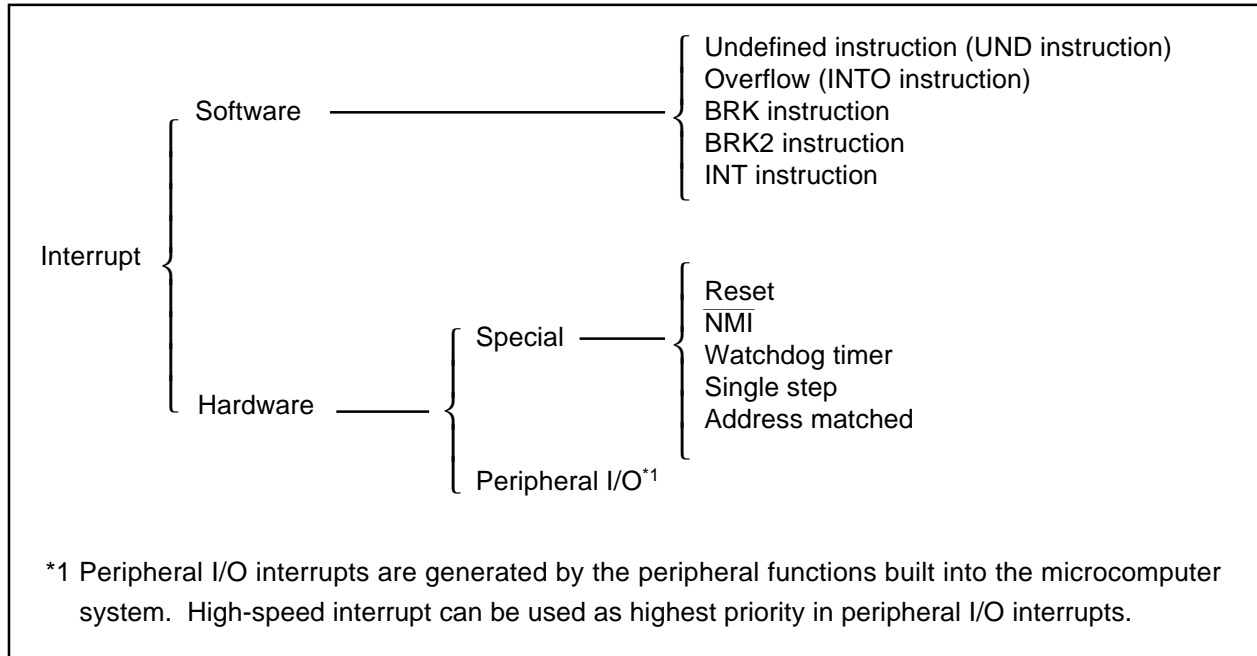 Undefined instruction (UND instruction)
Overflow (INTO instruction)
Software
BRK instruction
BRK2 instruction
INT instruction
Interrupt
Reset
NMI
Special
Watchdog timer
Single step
Hardware
Address matched
Peripheral I/O*1
*1 Peripheral I/O interrupts are generated by the peripheral functions built into the microcomputer
system. High-speed interrupt can be used as highest priority in peripheral I/O interrupts.